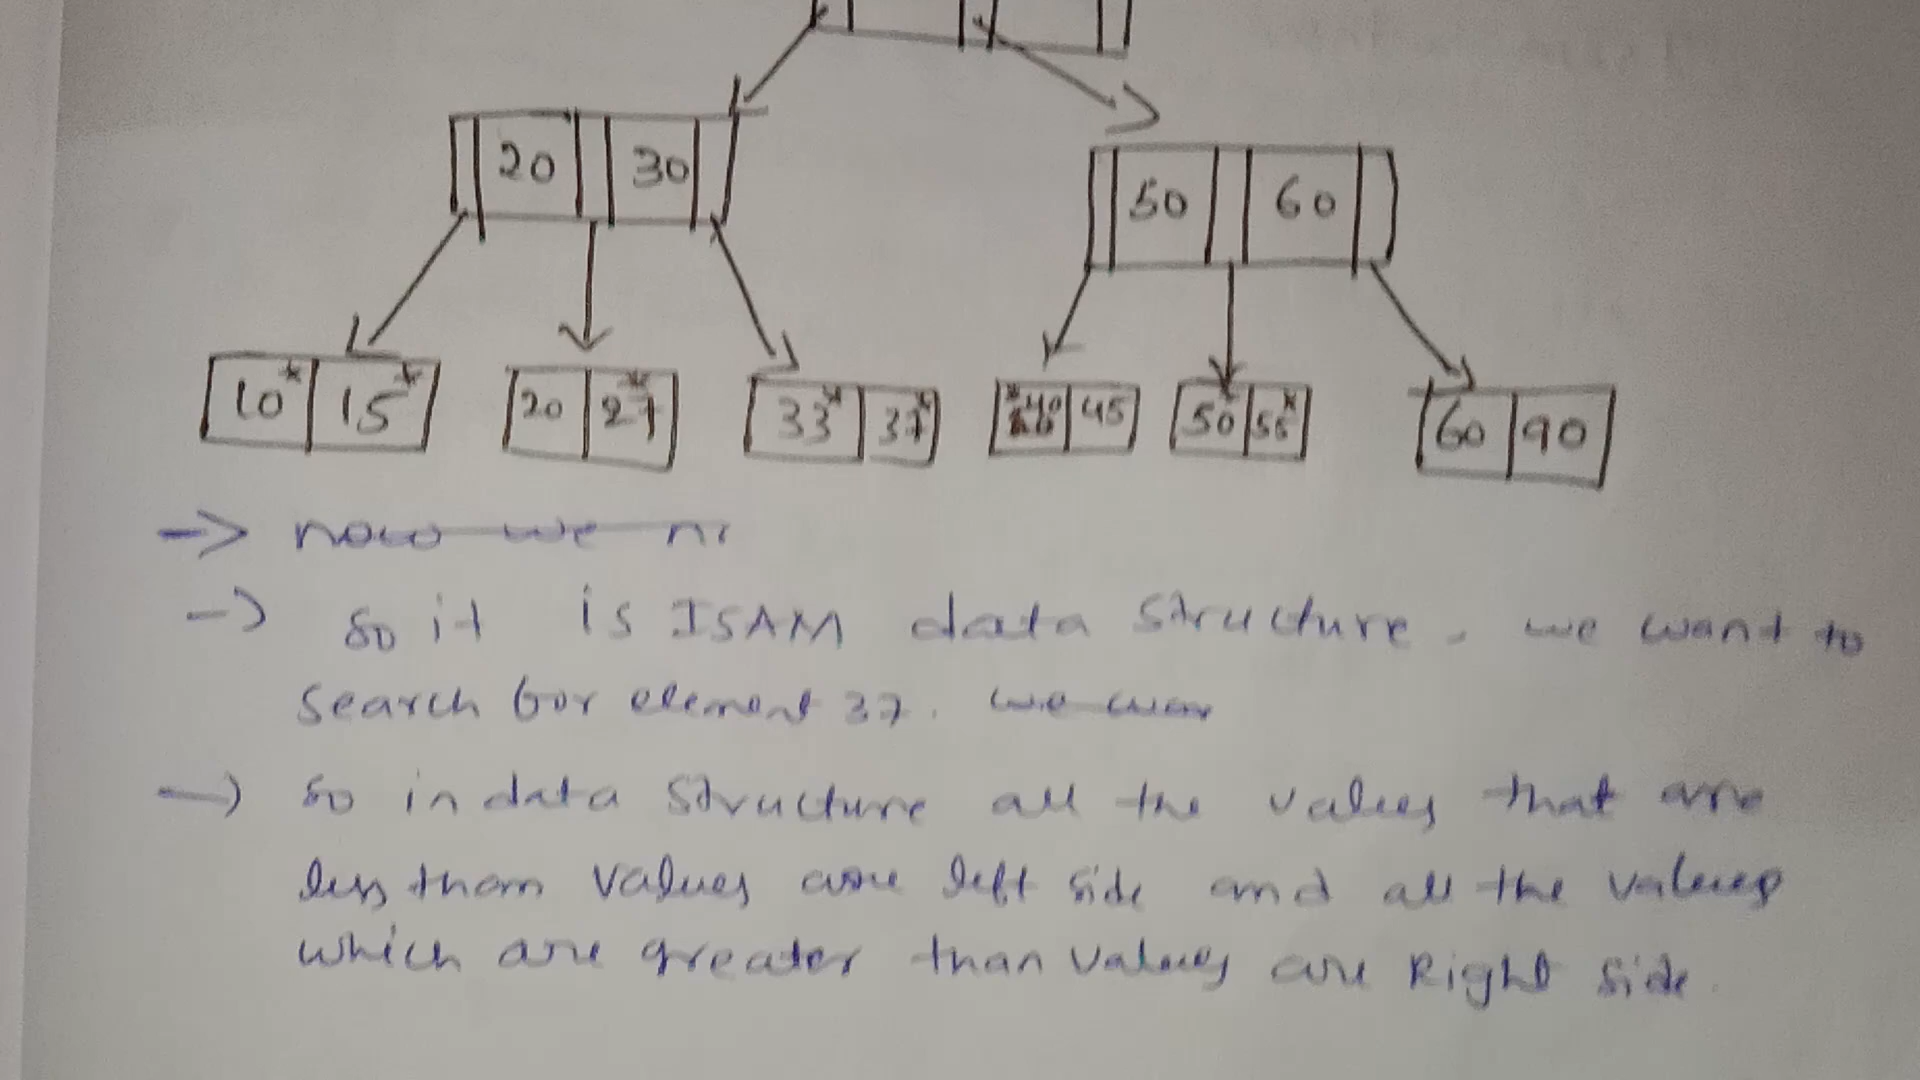 20 30
50 60
10* 15* 20 27* 33* 37* *40 45 50* 55* 60 90
-> now we
-> so it is ISAM data structure. we want to
search for element 37. we
-> so in data structure all the values that are
less than values are left side and all the values
which are greater than values are Right side.